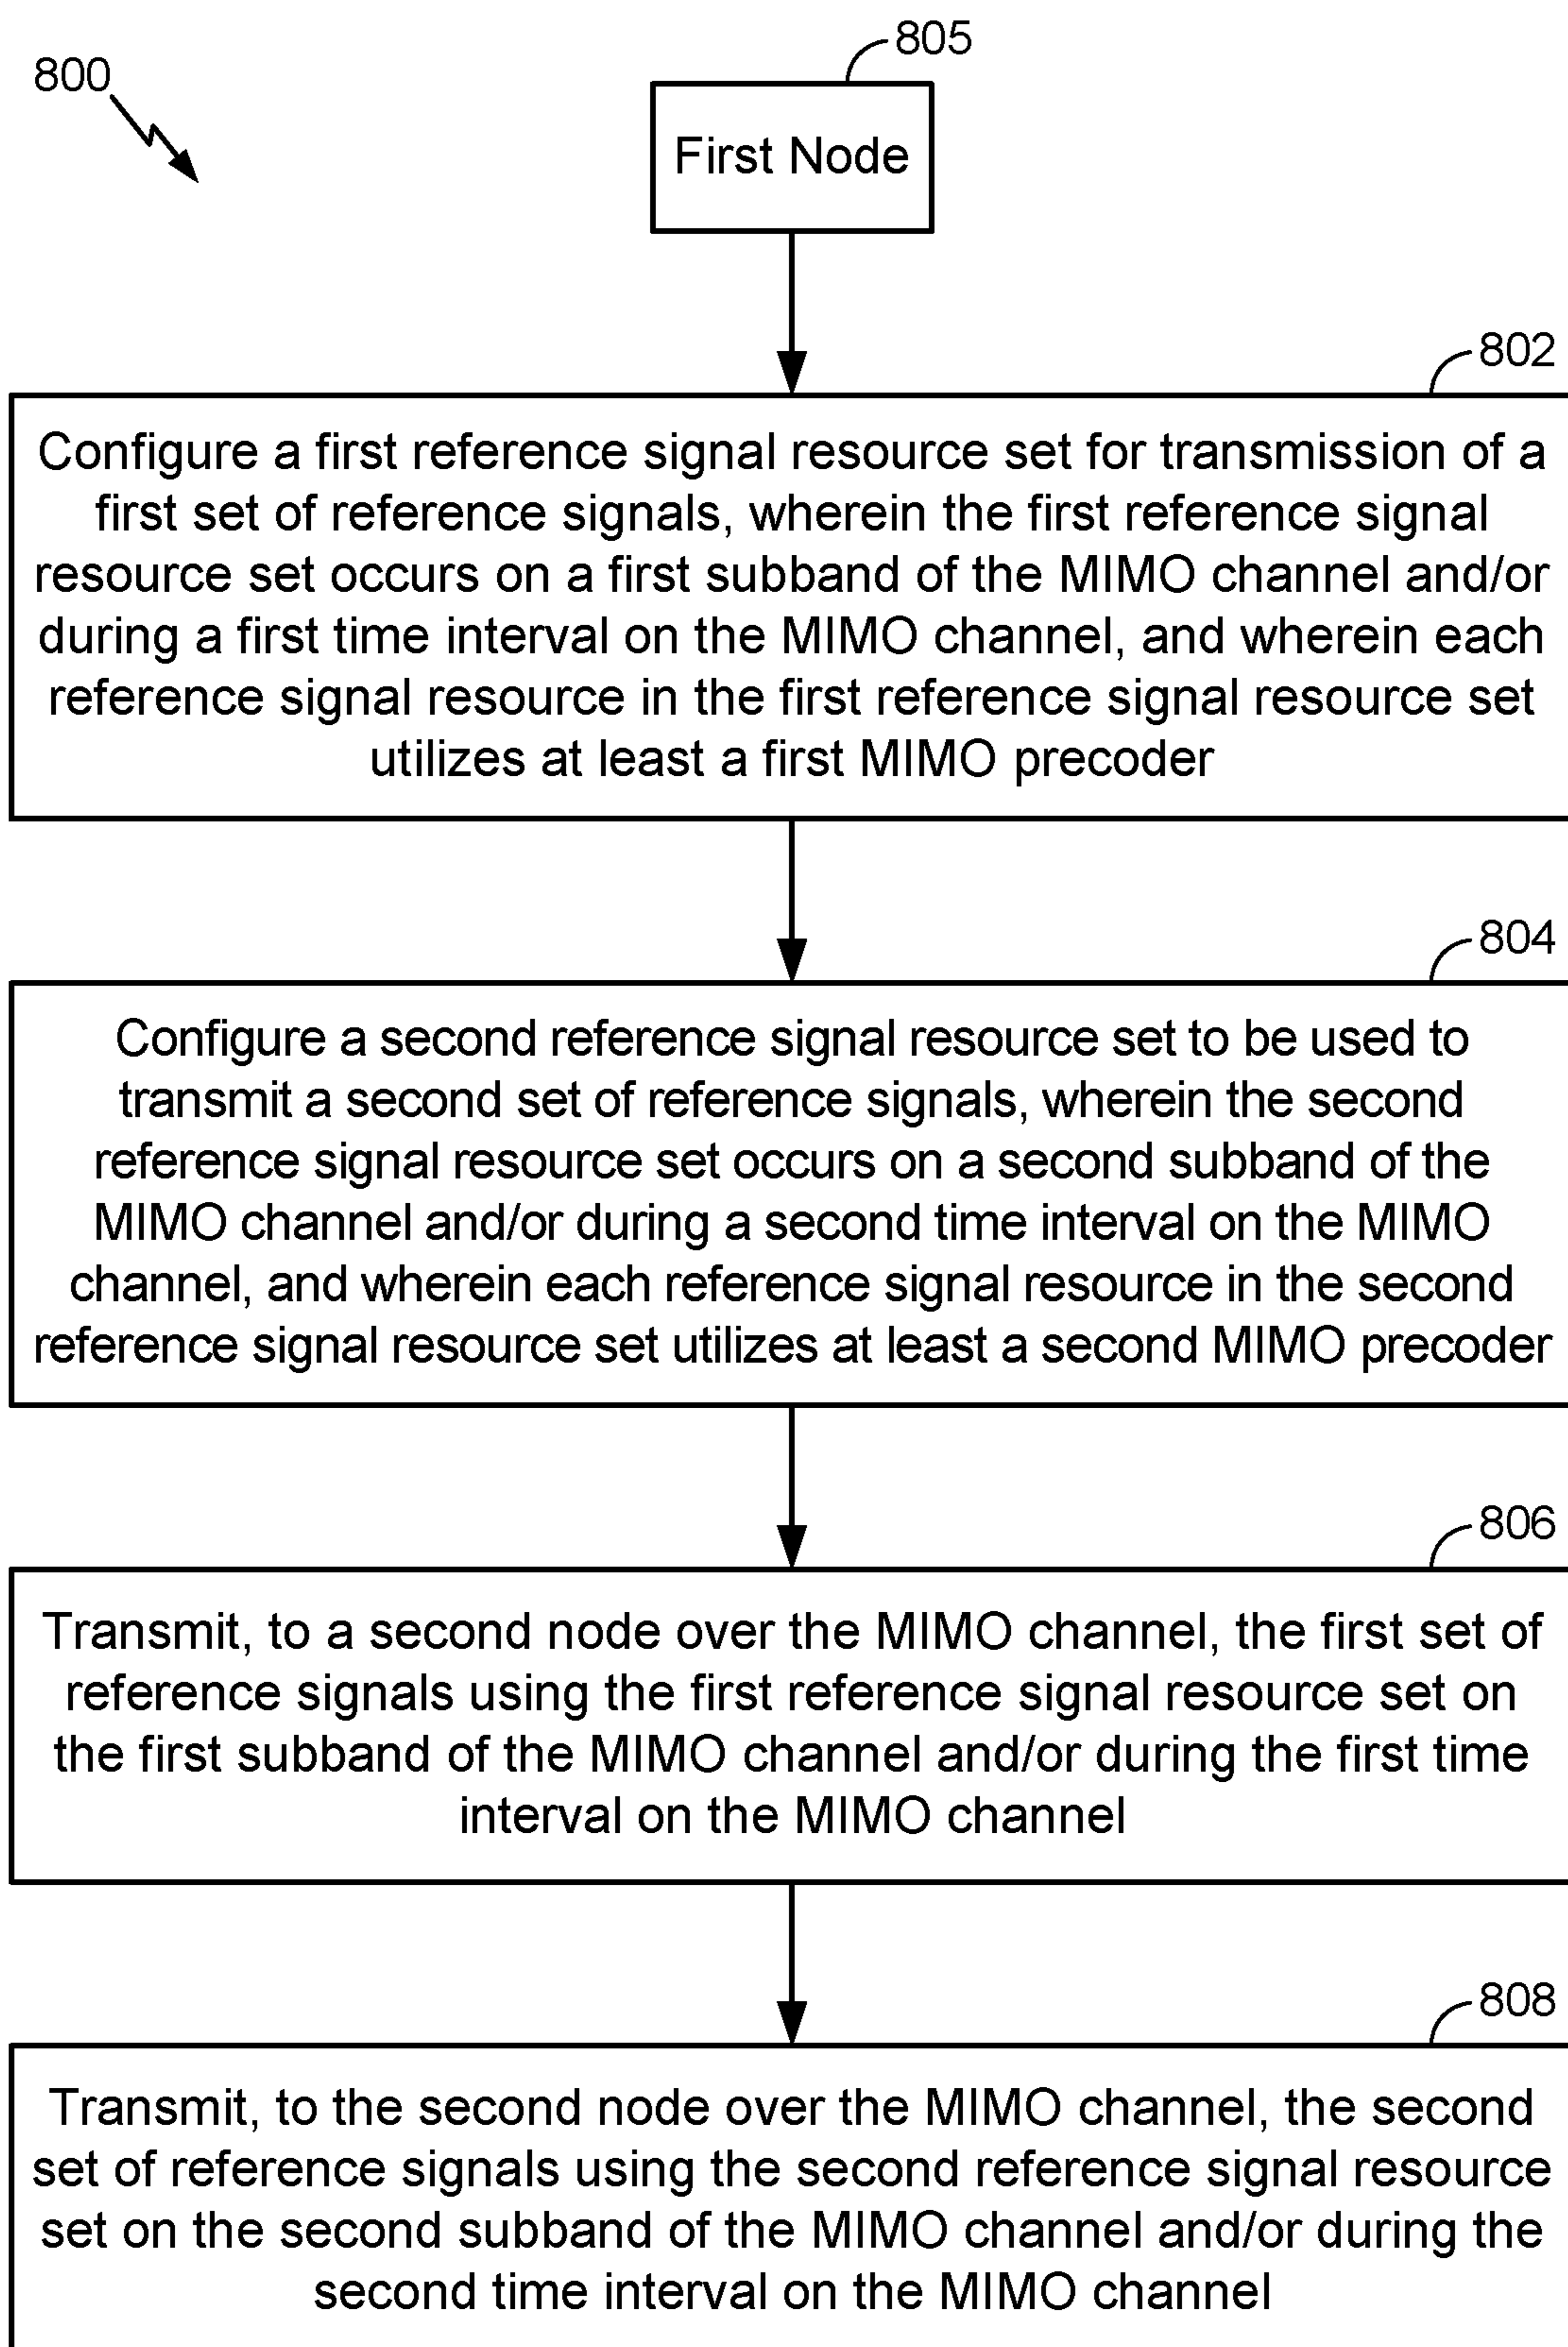 805
800
First Node
802
Configure a first reference signal resource set for transmission of a
first set of reference signals, wherein the first reference signal
resource set occurs on a first subband of the MIMO channel and/or
during a first time interval on the MIMO channel, and wherein each
reference signal resource in the first reference signal resource set
utilizes at least a first MIMO precoder
804
Configure a second reference signal resource set to be used to
transmit a second set of reference signals, wherein the second
reference signal resource set occurs on a second subband of the
MIMO channel and/or during a second time interval on the MIMO
channel, and wherein each reference signal resource in the second
reference signal resource set utilizes at least a second MIMO precoder
806
Transmit, to a second node over the MIMO channel, the first set of
reference signals using the first reference signal resource set on
the first subband of the MIMO channel and/or during the first time
interval on the MIMO channel
808
Transmit, to the second node over the MIMO channel, the second
set of reference signals using the second reference signal resource
set on the second subband of the MIMO channel and/or during the
second time interval on the MIMO channel